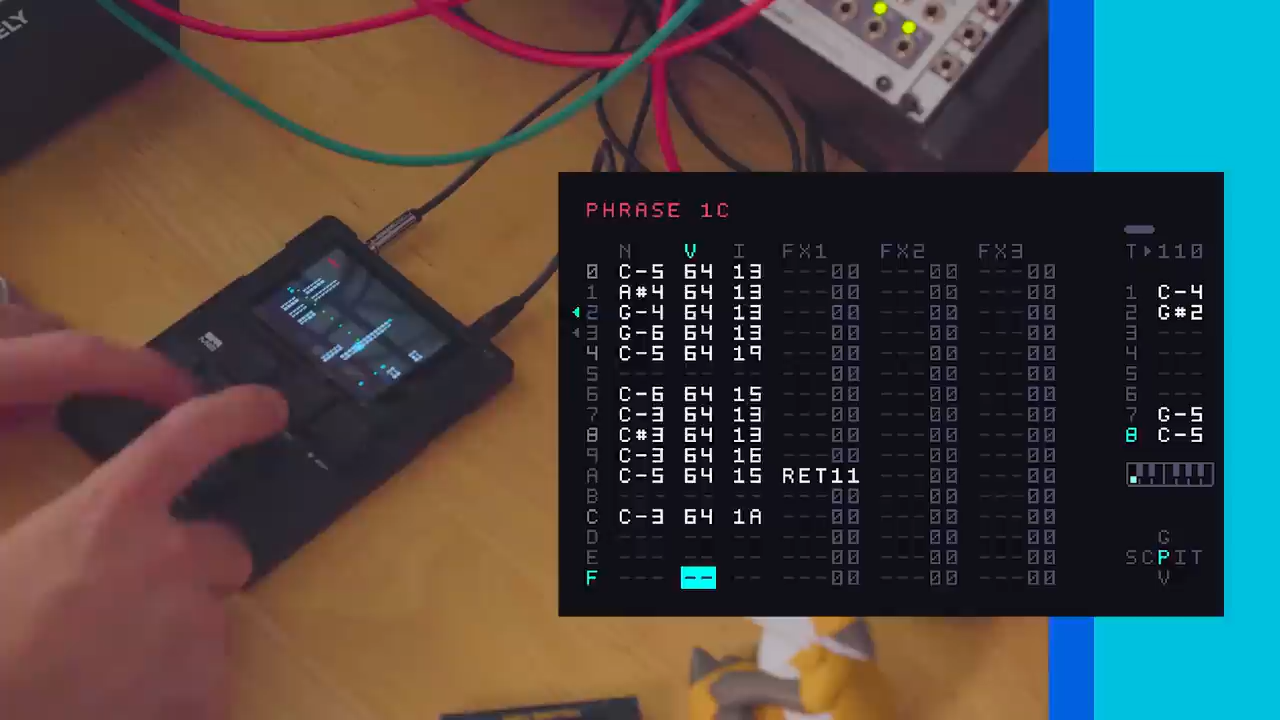 ELY
PHRASE 1C
N V I FX1 FX2 FX3 T▸110
0 C-5 64 13 ---00 ---00 ---00
1 A#4 64 13 ---00 ---00 ---00 1 C-4
2 G-4 64 13 ---00 ---00 ---00 2 G#2
3 G-6 64 13 ---00 ---00 ---00 3 ---
4 C-5 64 19 ---00 ---00 ---00 4 ---
5 --- -- -- ---00 ---00 ---00 5 ---
6 C-6 64 15 ---00 ---00 ---00 6 ---
7 C-3 64 13 ---00 ---00 ---00 7 G-5
8 C#3 64 13 ---00 ---00 ---00 8 C-5
9 C-3 64 16 ---00 ---00 ---00
A C-5 64 15 RET11 ---00 ---00
B --- -- -- ---00 ---00 ---00
C C-3 64 1A ---00 ---00 ---00
D --- -- -- ---00 ---00 ---00 G
E --- -- -- ---00 ---00 ---00 SCPIT
F --- -- -- ---00 ---00 ---00 V